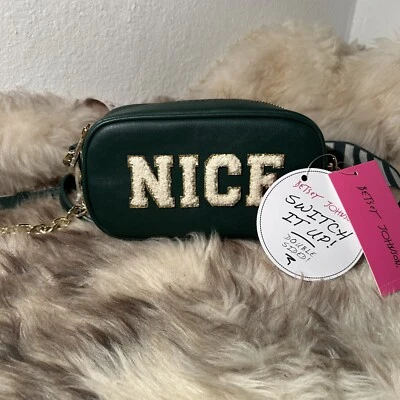 NICE
BETSEY JOHNSON
SWITCH
IT UP!
DOUBLE
SIDED!
BETSEY JOHNSON